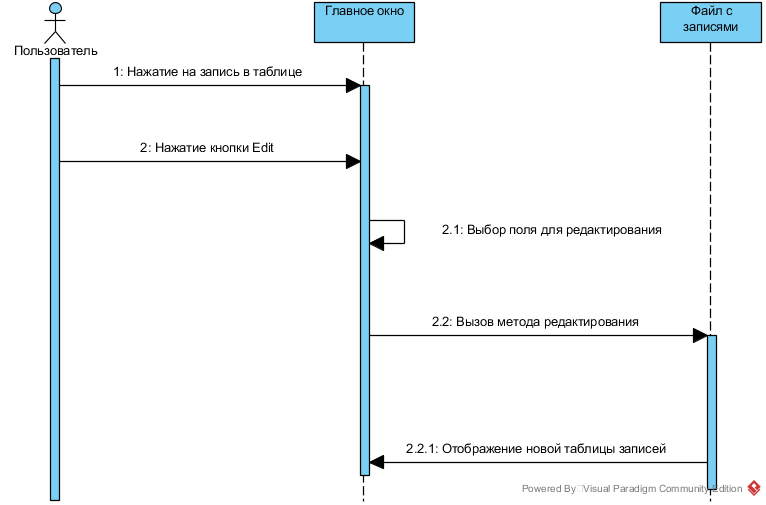 Пользователь
Главное окно
Файл с
записями
1: Нажатие на запись в таблице
2: Нажатие кнопки Edit
2.1: Выбор поля для редактирования
2.2: Вызов метода редактирования
2.2.1: Отображение новой таблицы записей
Powered By Visual Paradigm Community Edition